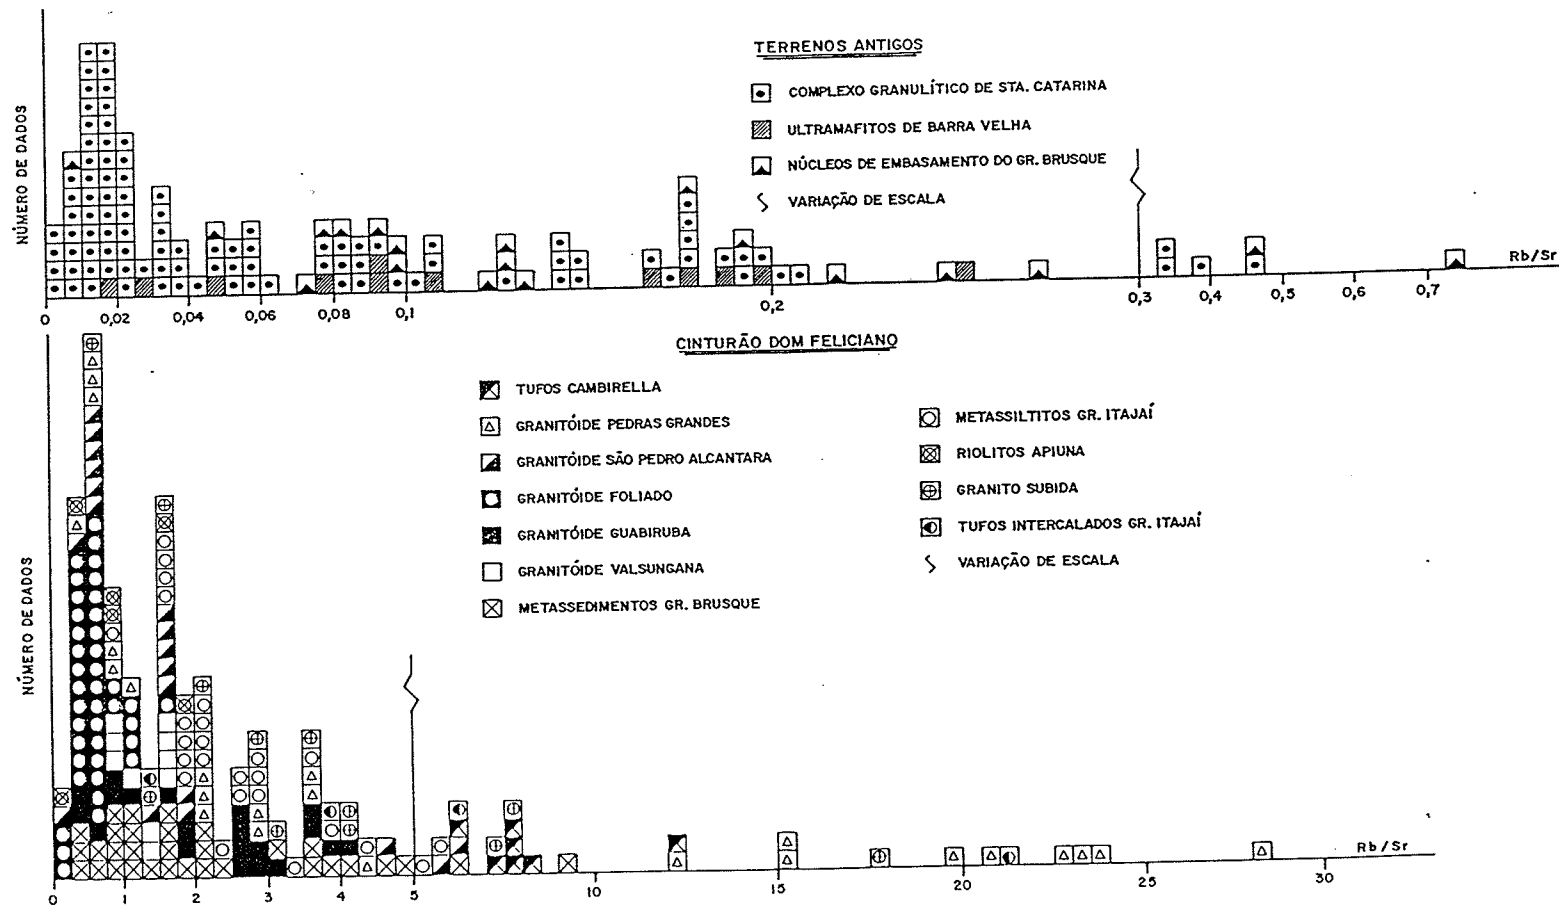 TERRENOS ANTIGOS
COMPLEXO GRANULÍTICO DE STA. CATARINA
ULTRAMAFITOS DE BARRA VELHA
NÚCLEOS DE EMBASAMENTO DO GR. BRUSQUE
VARIAÇÃO DE ESCALA
NÚMERO DE DADOS
Rb/Sr
0 0,02 0,04 0,06 0,08 0,1 0,2 0,3 0,4 0,5 0,6 0,7
CINTURÃO DOM FELICIANO
TUFOS CAMBIRELLA
GRANITÓIDE PEDRAS GRANDES
GRANITÓIDE SÃO PEDRO ALCANTARA
GRANITÓIDE FOLIADO
GRANITÓIDE GUABIRUBA
GRANITÓIDE VALSUNGANA
METASSEDIMENTOS GR. BRUSQUE
METASSILTITOS GR. ITAJAÍ
RIOLITOS APIUNA
GRANITO SUBIDA
TUFOS INTERCALADOS GR. ITAJAÍ
VARIAÇÃO DE ESCALA
NÚMERO DE DADOS
Rb/Sr
0 1 2 3 4 5 10 15 20 25 30